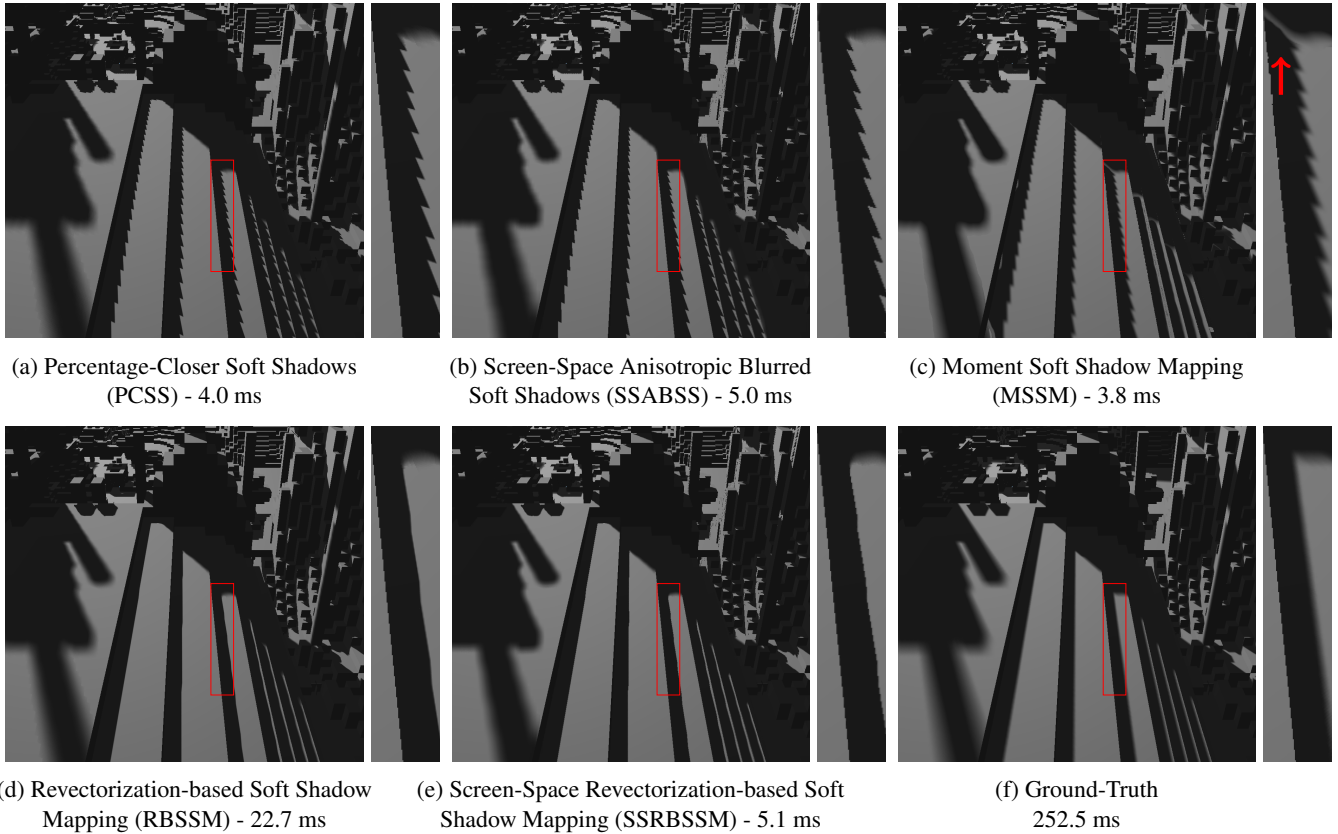 (a) Percentage-Closer Soft Shadows
(PCSS) - 4.0 ms
(b) Screen-Space Anisotropic Blurred
Soft Shadows (SSABSS) - 5.0 ms
(c) Moment Soft Shadow Mapping
(MSSM) - 3.8 ms
(d) Revectorization-based Soft Shadow
Mapping (RBSSM) - 22.7 ms
(e) Screen-Space Revectorization-based Soft
Shadow Mapping (SSRBSSM) - 5.1 ms
(f) Ground-Truth
252.5 ms